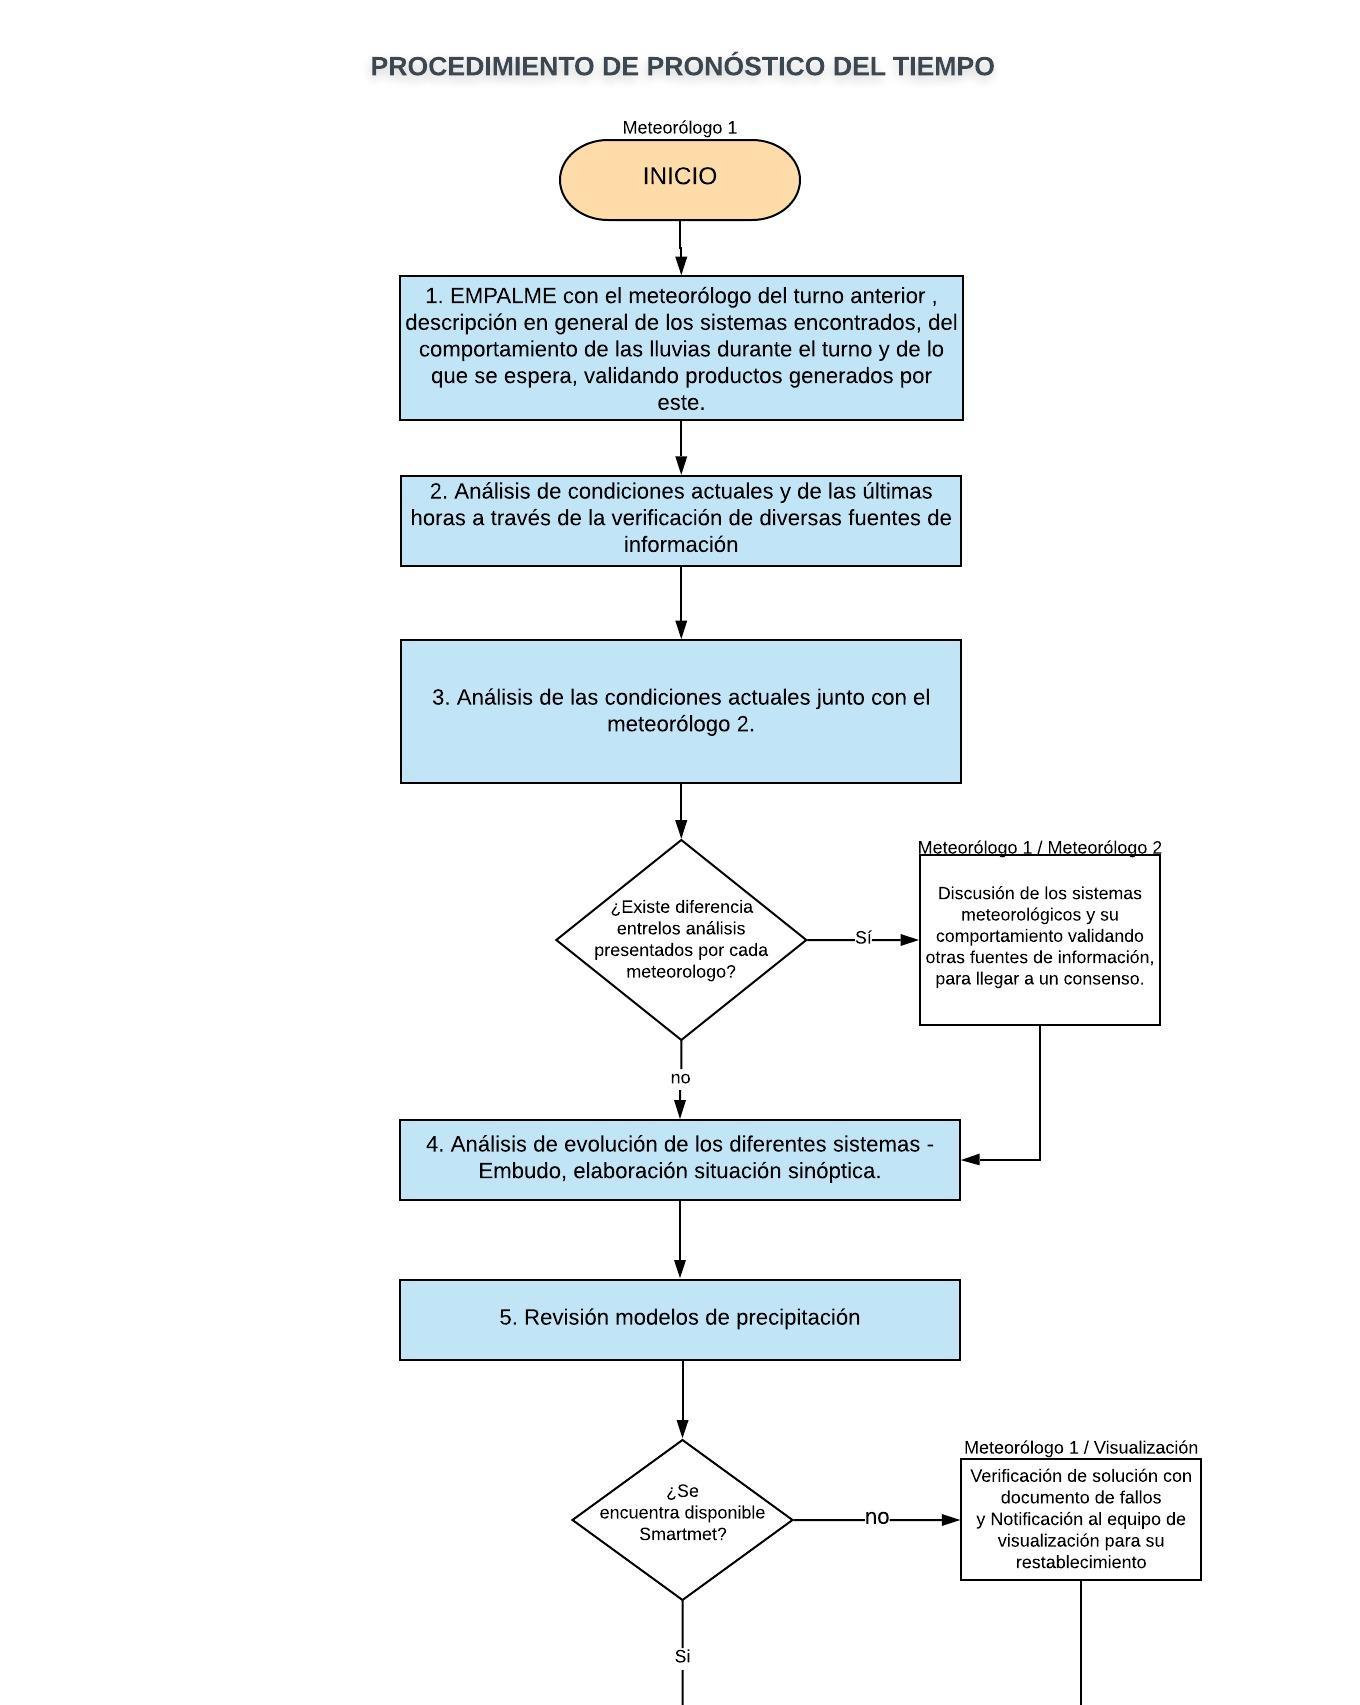 PROCEDIMIENTO DE PRONÓSTICO DEL TIEMPO
Meteorólogo 1
INICIO
1. EMPALME con el meteorólogo del turno anterior ,
descripción en general de los sistemas encontrados, del
comportamiento de las lluvias durante el turno y de lo
que se espera, validando productos generados por
este.
2. Análisis de condiciones actuales y de las últimas
horas a través de la verificación de diversas fuentes de
información
3. Análisis de las condiciones actuales junto con el
meteorólogo 2.
¿Existe diferencia
entrelos análisis
presentados por cada
meteorologo?
Sí
Meteorólogo 1 / Meteorólogo 2
Discusión de los sistemas
meteorológicos y su
comportamiento validando
otras fuentes de información,
para llegar a un consenso.
no
4. Análisis de evolución de los diferentes sistemas -
Embudo, elaboración situación sinóptica.
5. Revisión modelos de precipitación
¿Se
encuentra disponible
Smartmet?
no
Meteorólogo 1 / Visualización
Verificación de solución con
documento de fallos
y Notificación al equipo de
visualización para su
restablecimiento
Si